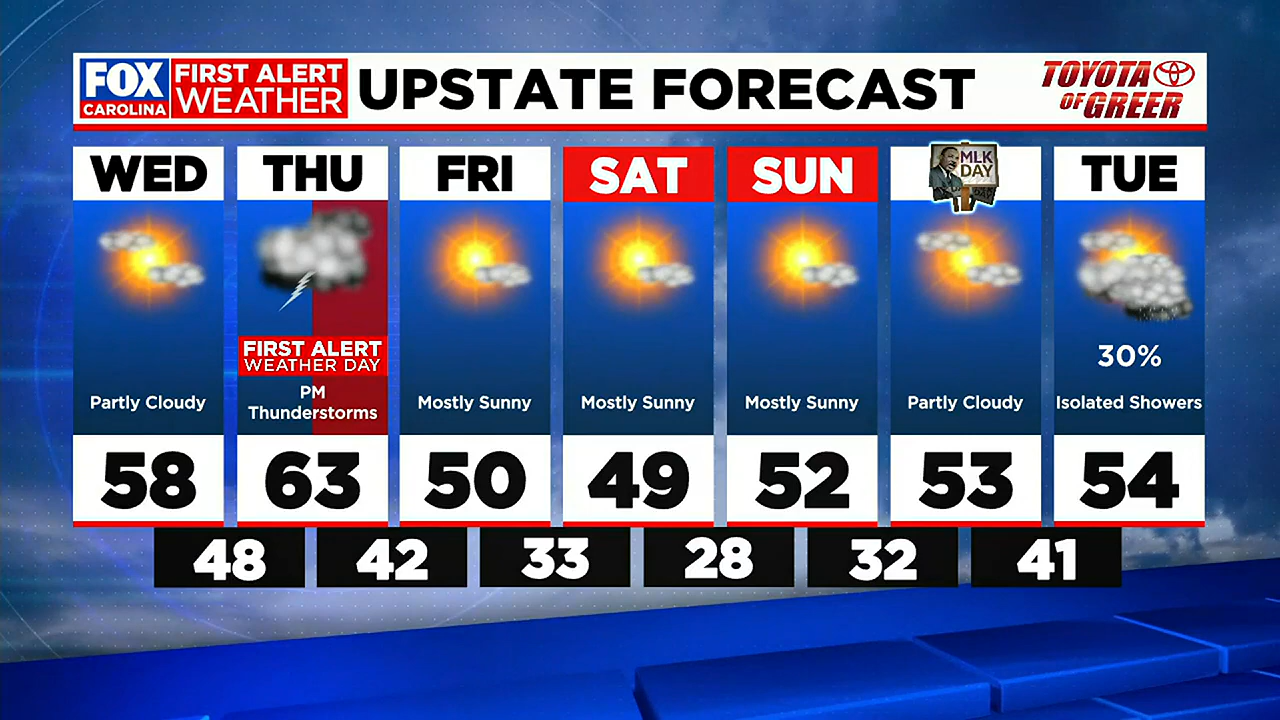 FOX
CAROLINA
FIRST ALERT
WEATHER
UPSTATE FORECAST
TOYOTA
OF GREER
WED
THU
FRI
SAT
SUN
MLK
DAY
TUE
FIRST ALERT
WEATHER DAY
30%
Partly Cloudy
PM
Thunderstorms
Mostly Sunny
Mostly Sunny
Mostly Sunny
Partly Cloudy
Isolated Showers
58
63
50
49
52
53
54
48
42
33
28
32
41